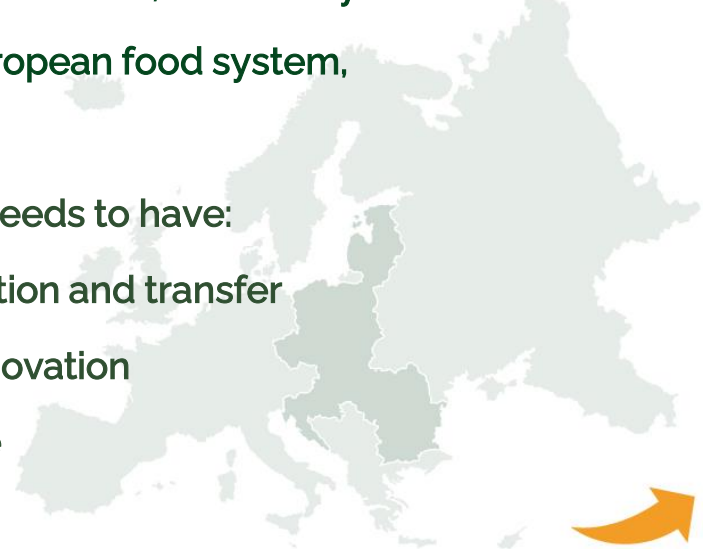 ropean food system,
eeds to have:
tion and transfer
ovation